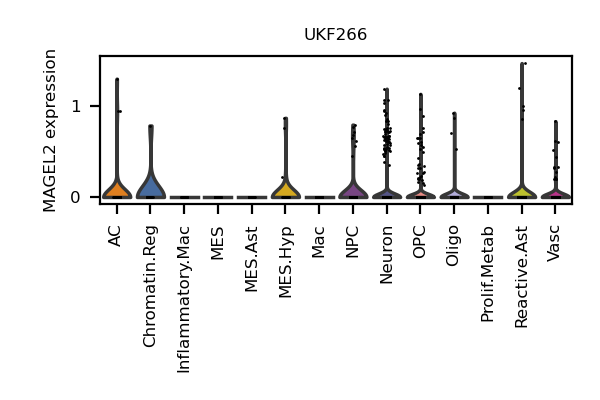 UKF266
MAGEL2 expression
1
0
AC
Chromatin.Reg
Inflammatory.Mac
MES
MES.Ast
MES.Hyp
Mac
NPC
Neuron
OPC
Oligo
Prolif.Metab
Reactive.Ast
Vasc